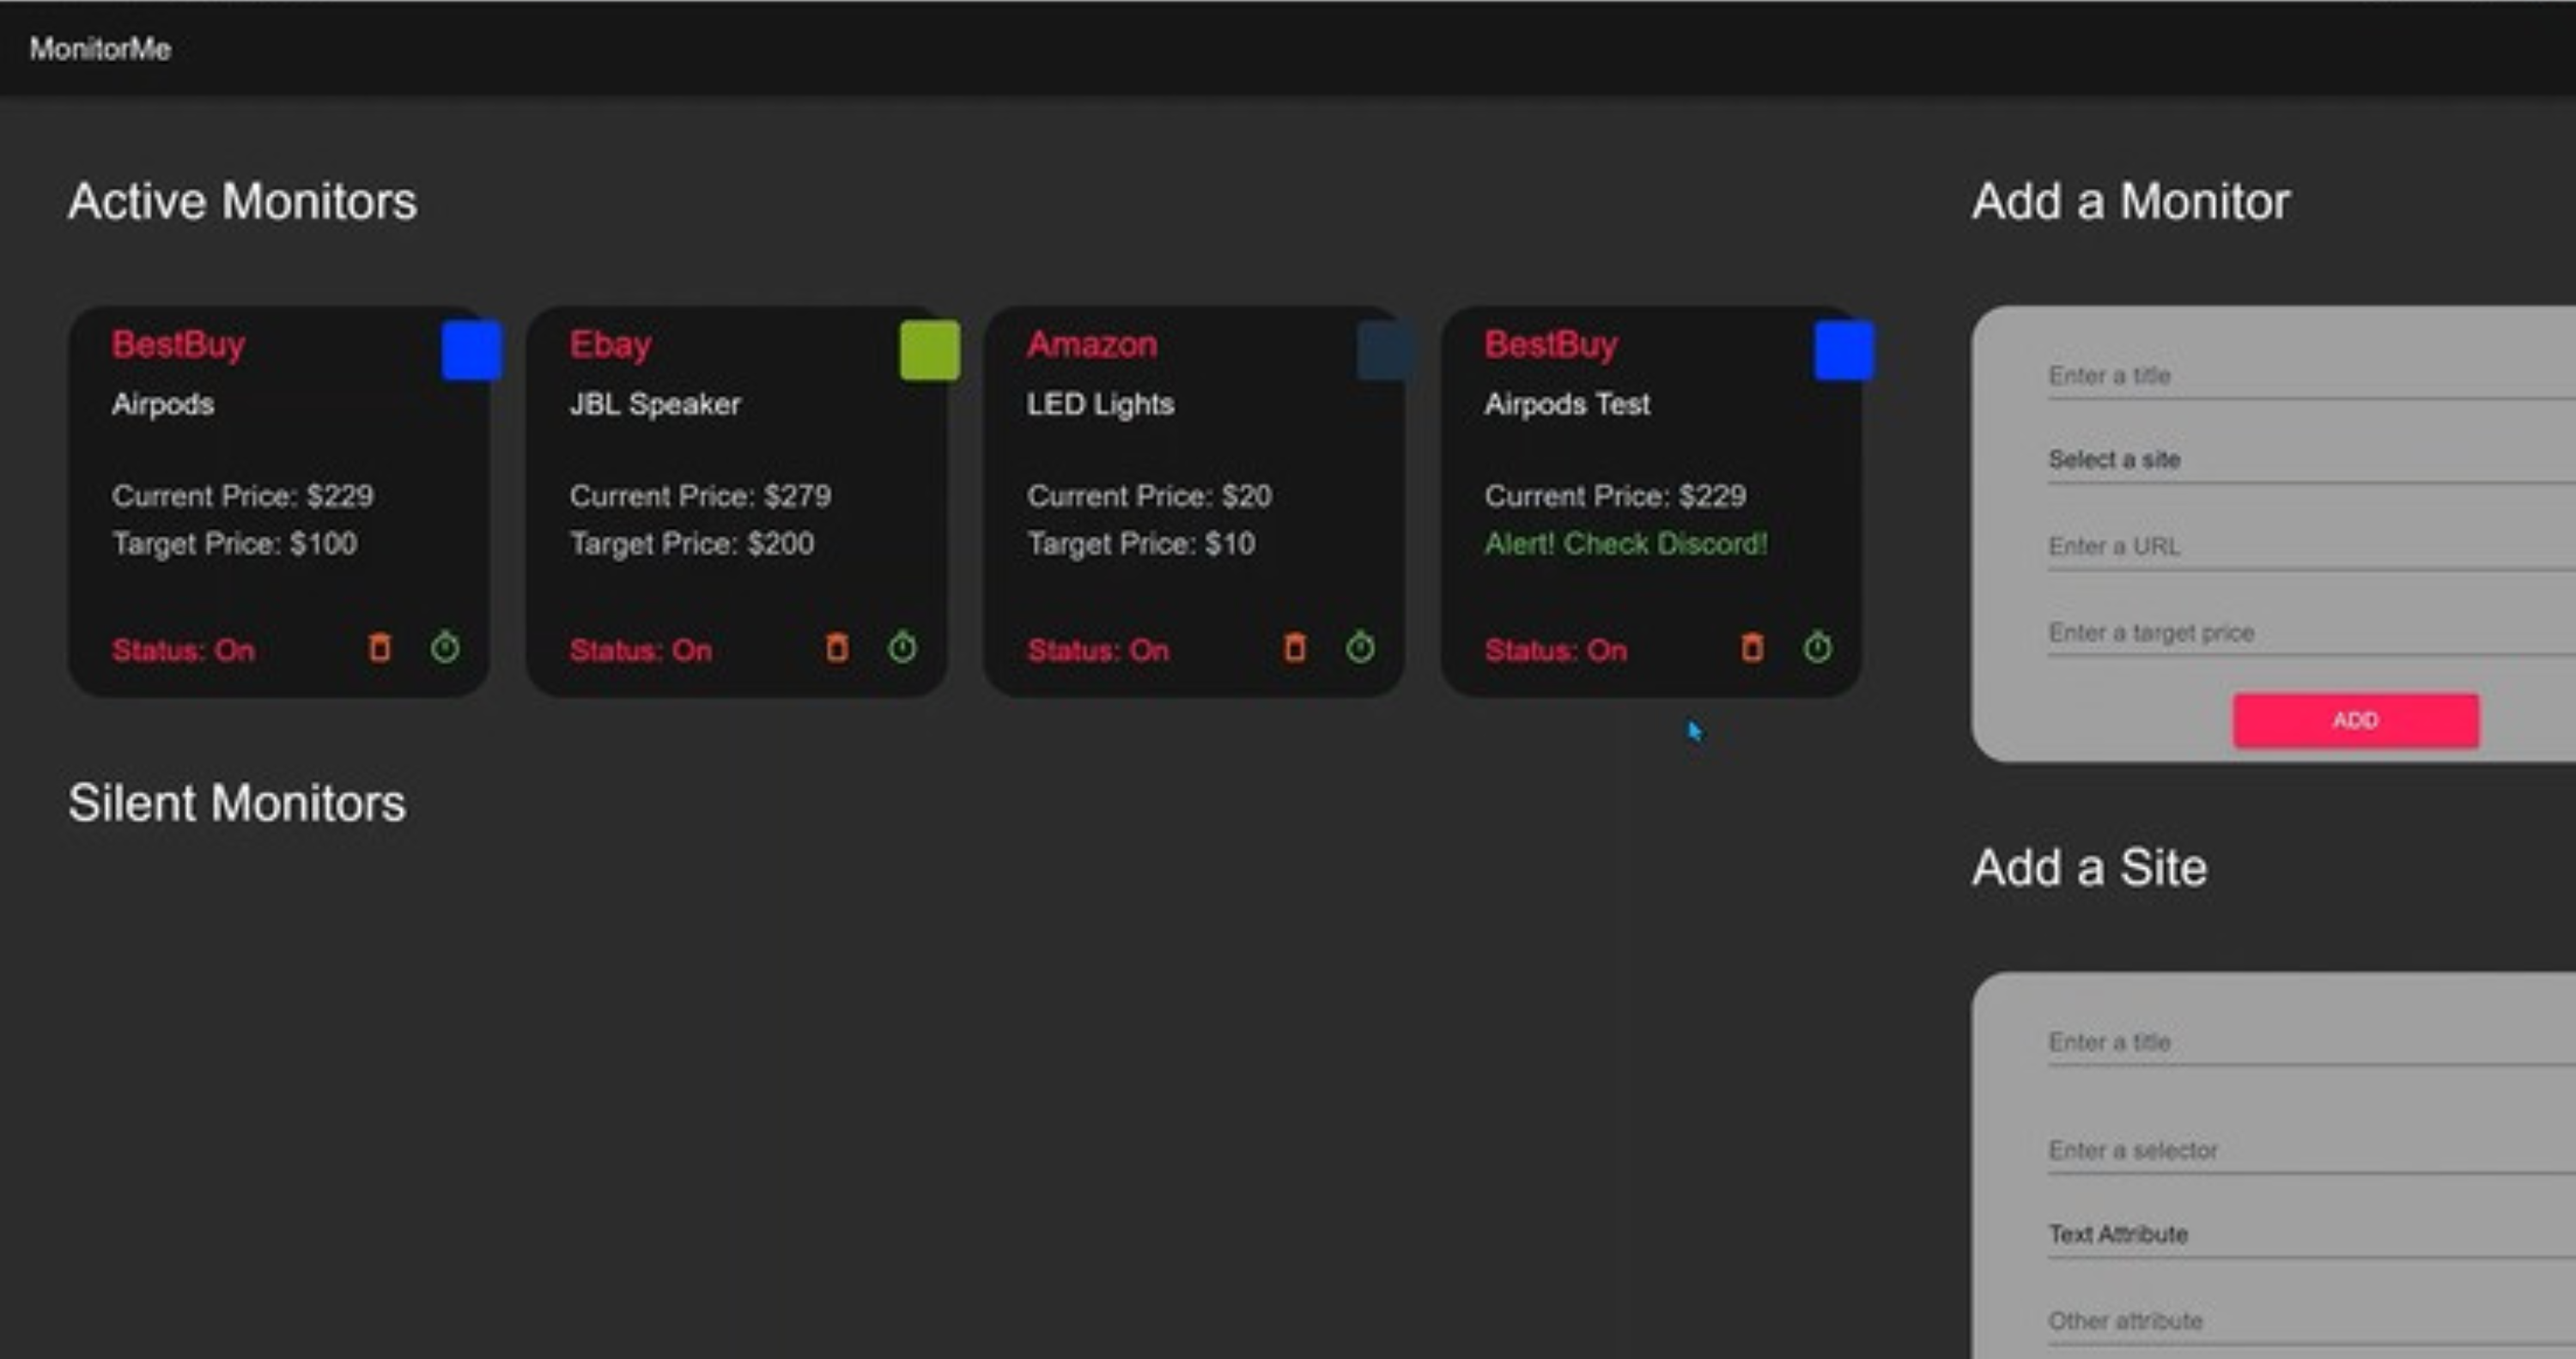 MonitorMe
Active Monitors
BestBuy
Airpods
Current Price: $229
Target Price: $100
Status: On
Ebay
JBL Speaker
Current Price: $279
Target Price: $200
Status: On
Amazon
LED Lights
Current Price: $20
Target Price: $10
Status: On
BestBuy
Airpods Test
Current Price: $229
Alert! Check Discord!
Status: On
Silent Monitors
Add a Monitor
Enter a title
Select a site
Enter a URL
Enter a target price
ADD
Add a Site
Enter a title
Enter a selector
Text Attribute
Other attribute